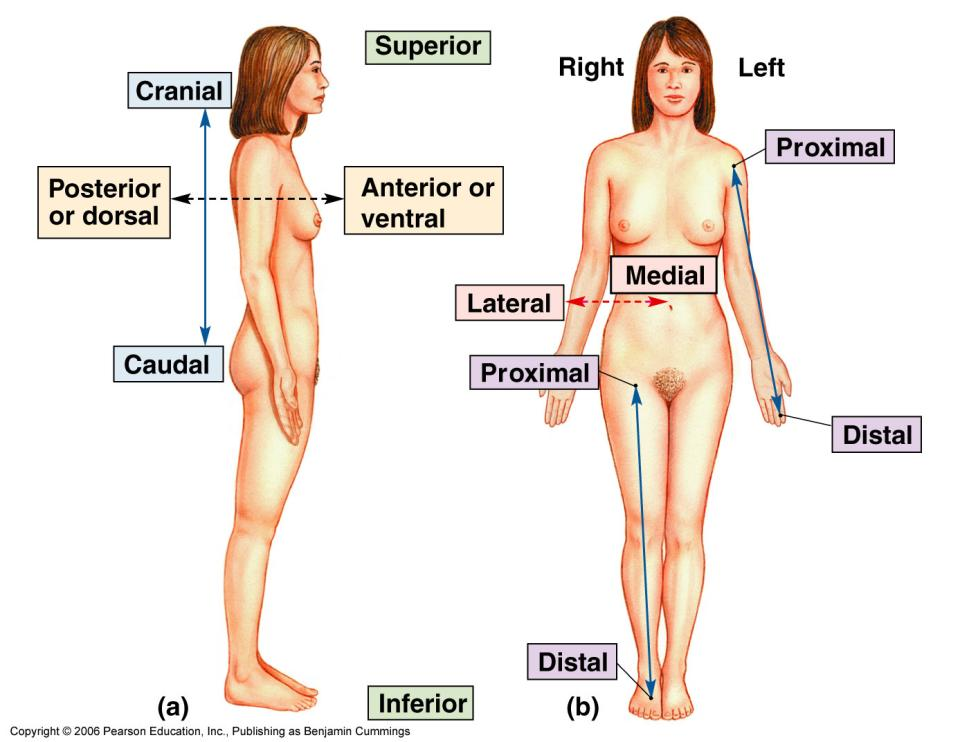 Superior
Right
Left
Cranial
Proximal
Posterior
or dorsal
Anterior or
ventral
Medial
Lateral
Caudal
Proximal
Distal
Distal
Inferior
(a)
(b)
Copyright © 2006 Pearson Education, Inc., Publishing as Benjamin Cummings